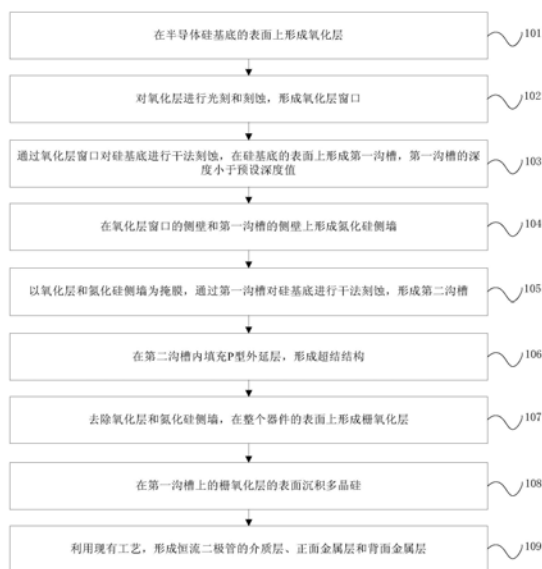 在半导体硅基底的表面上形成氧化层
101
对氧化层进行光刻和刻蚀，形成氧化层窗口
102
通过氧化层窗口对硅基底进行干法刻蚀，在硅基底的表面上形成第一沟槽，第一沟槽的深
度小于预设深度值
103
在氧化层窗口的侧壁和第一沟槽的侧壁上形成氮化硅侧墙
104
以氧化层和氮化硅侧墙为掩膜，通过第一沟槽对硅基底进行干法刻蚀，形成第二沟槽
105
在第二沟槽内填充P型外延层，形成超结结构
106
去除氧化层和氮化硅侧墙，在整个器件的表面上形成栅氧化层
107
在第一沟槽上的栅氧化层的表面沉积多晶硅
108
利用现有工艺，形成恒流二极管的介质层、正面金属层和背面金属层
109